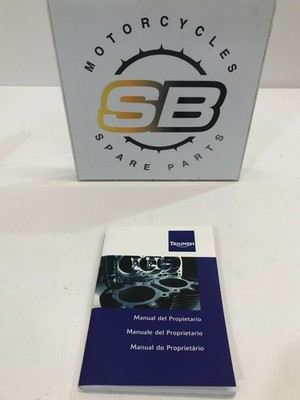 MOTORCYCLES
SB
SPARE PARTS
TRIUMPH
Manual del Propietario
Manuale del Proprietario
Manual do Proprietário